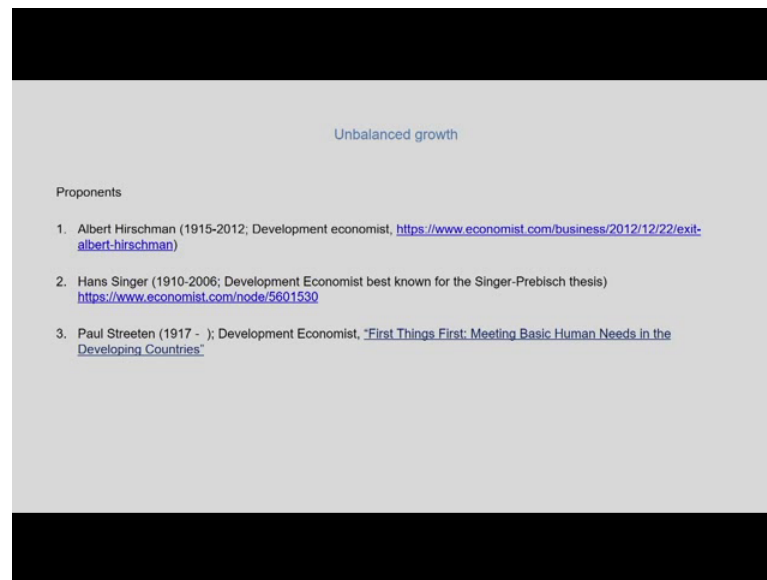 Unbalanced growth
Proponents
1. Albert Hirschman (1915-2012; Development economist, https://www.economist.com/business/2012/12/22/exit-
albert-hirschman)
2. Hans Singer (1910-2006; Development Economist best known for the Singer-Prebisch thesis)
https://www.economist.com/node/5601530
3. Paul Streeten (1917 - ); Development Economist, "First Things First: Meeting Basic Human Needs in the
Developing Countries"